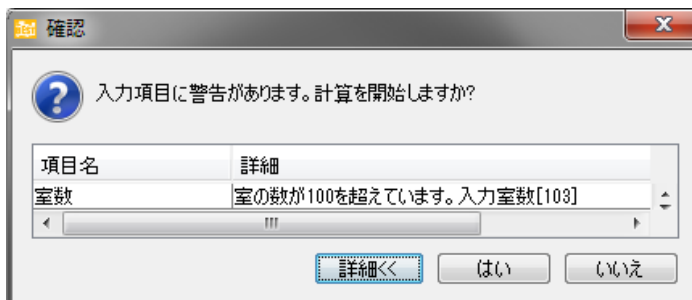 確認
入力項目に警告があります。計算を開始しますか?
項目名 詳細
室数 室の数が100を超えています。入力室数[103]
詳細<< はい いいえ